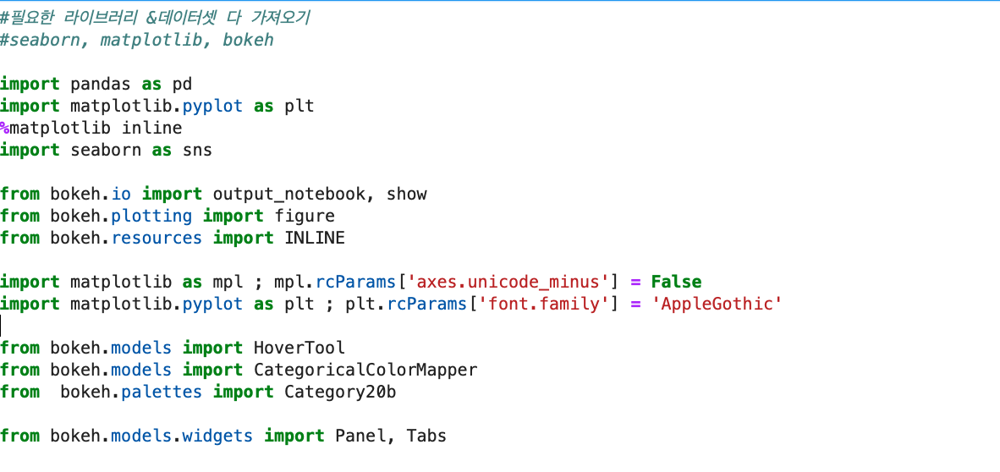 #필요한 라이브러리 &데이터셋 다 가져오기
#seaborn, matplotlib, bokeh
import pandas as pd
import matplotlib.pyplot as plt
%matplotlib inline
import seaborn as sns
from bokeh.io import output_notebook, show
from bokeh.plotting import figure
from bokeh.resources import INLINE
import matplotlib as mpl ; mpl.rcParams['axes.unicode_minus'] = False
import matplotlib.pyplot as plt ; plt.rcParams['font.family'] = 'AppleGothic'
from bokeh.models import HoverTool
from bokeh.models import CategoricalColorMapper
from  bokeh.palettes import Category20b
from bokeh.models.widgets import Panel, Tabs